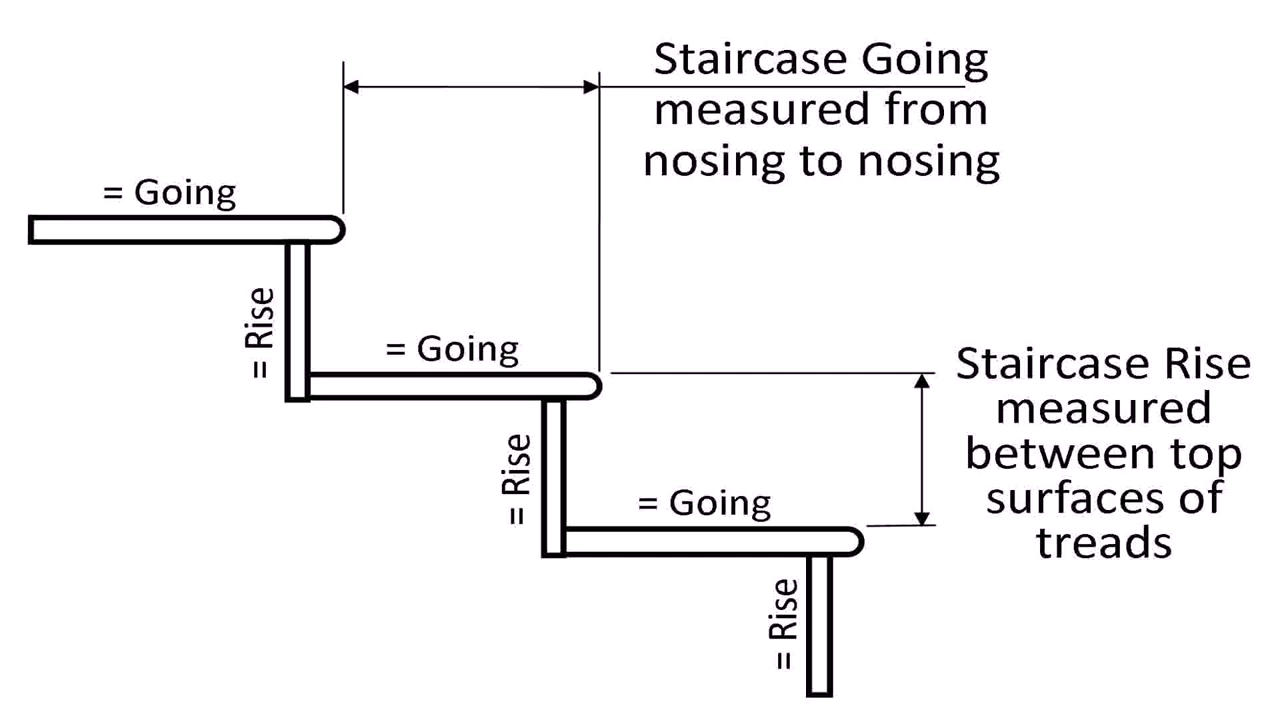 Staircase Going
measured from
nosing to nosing
= Going
= Rise
= Going
Staircase Rise
measured
between top
surfaces of
treads
= Rise
= Going
= Rise